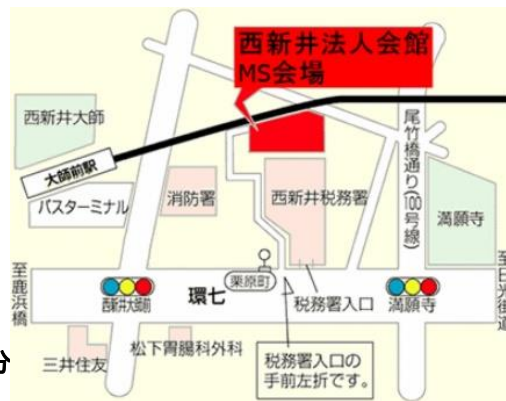 西新井法人会館
MS会場
西新井大師
大師前駅
バスターミナル
消防署
西新井税務署
尾竹橋通り(100号線)
満願寺
至鹿浜橋
環七
栗原町
税務署入口
満願寺
至日光街道
三井住友
松下胃腸科外科
税務署入口の
手前左折です。
分